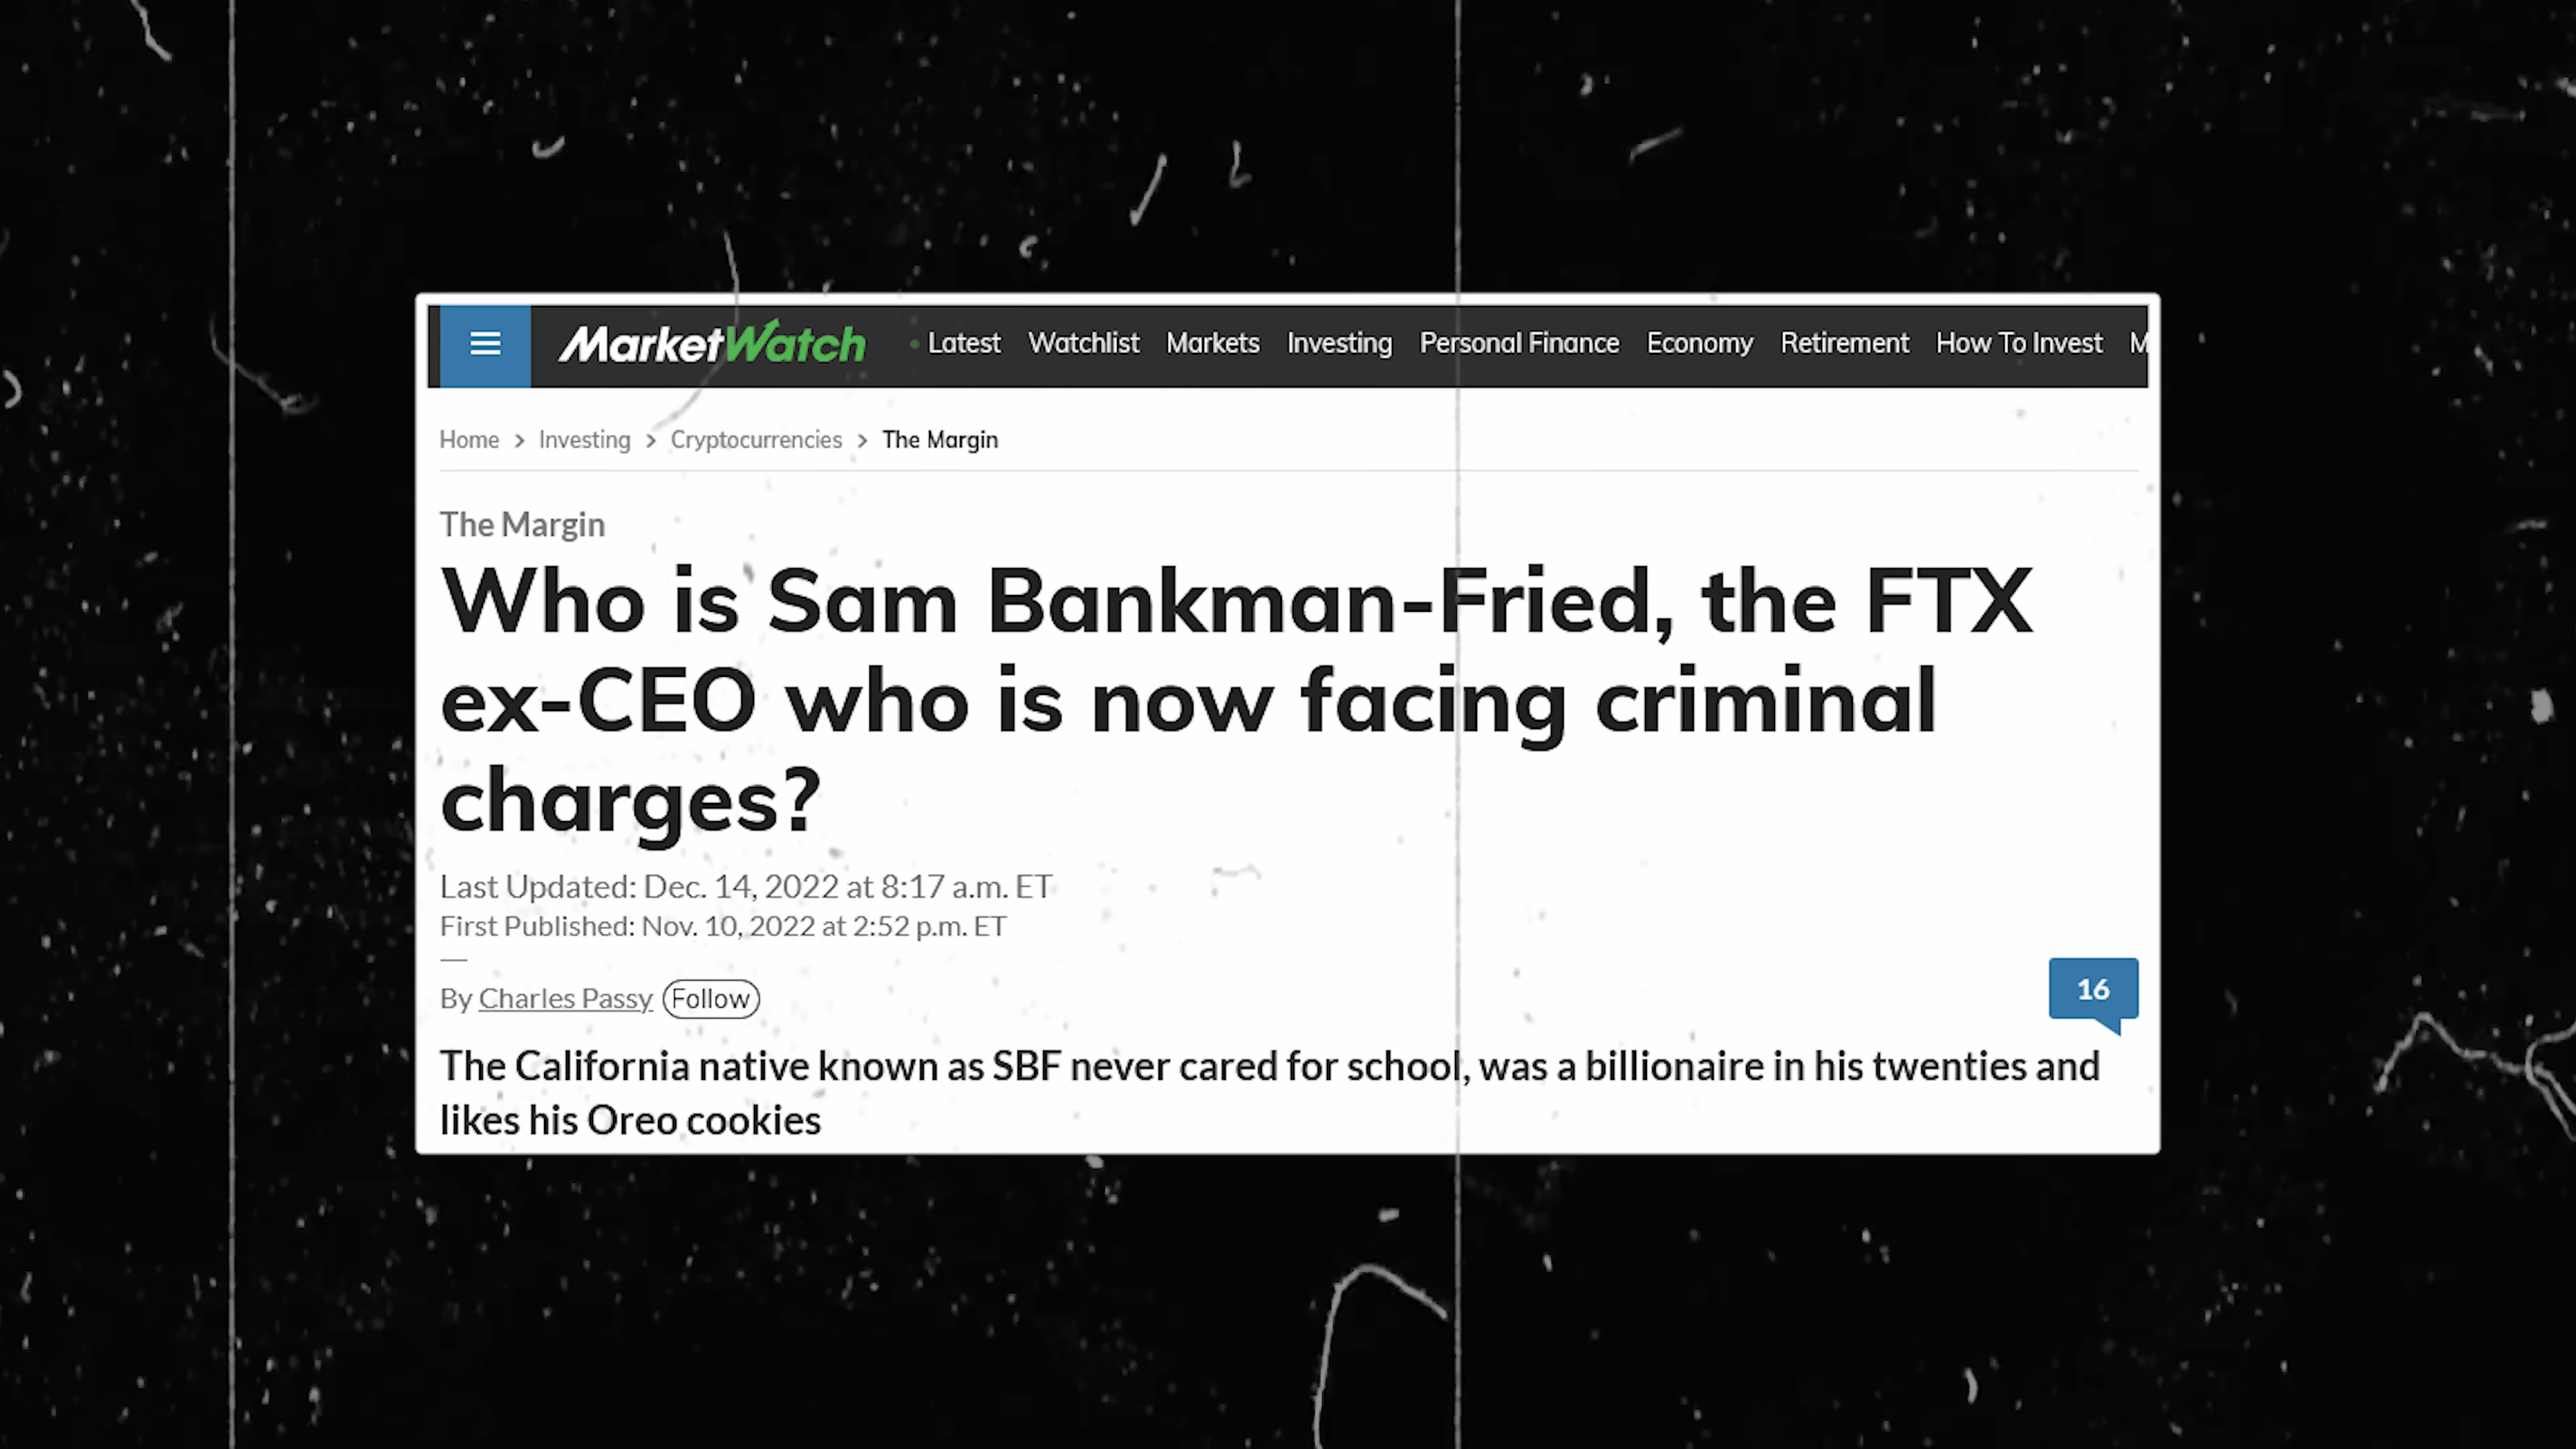 MarketWatch Latest Watchlist Markets Investing Personal Finance Economy Retirement How To Invest M
Home > Investing > Cryptocurrencies > The Margin
The Margin
Who is Sam Bankman-Fried, the FTX
ex-CEO who is now facing criminal
charges?
Last Updated: Dec. 14, 2022 at 8:17 a.m. ET
First Published: Nov. 10, 2022 at 2:52 p.m. ET
By Charles Passy Follow
16
The California native known as SBF never cared for school, was a billionaire in his twenties and
likes his Oreo cookies